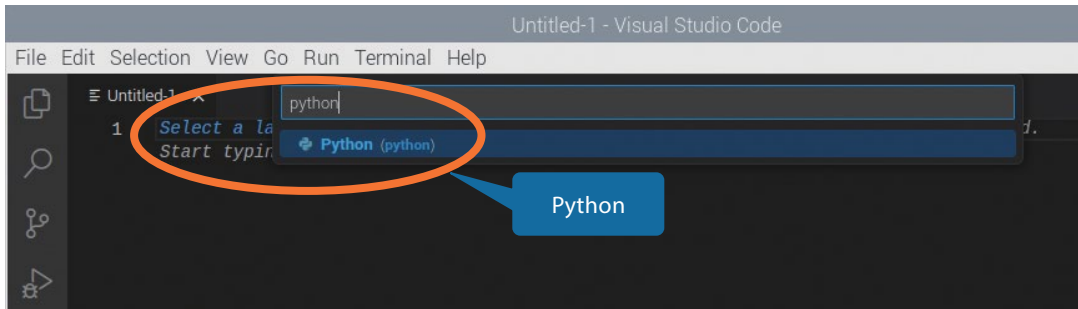 Untitled-1 - Visual Studio Code
File Edit Selection View Go Run Terminal Help
Untitled-1
python
1 Select a la d.
Python (python)
Start typin
Python